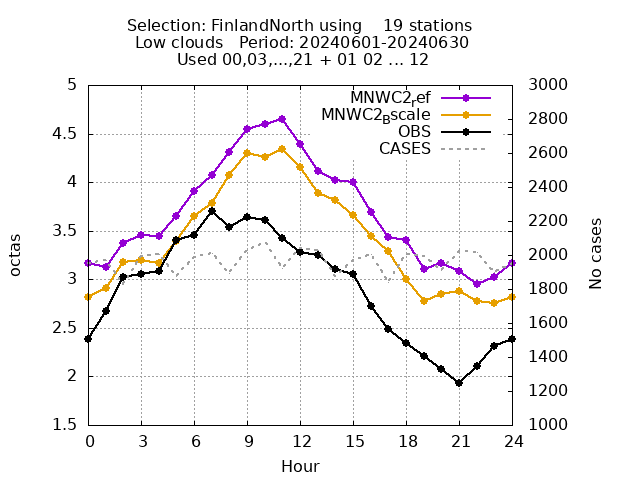 Selection: FinlandNorth using    19 stations
Low clouds   Period: 20240601-20240630
Used 00,03,...,21 + 01 02 ... 12
MNWC2ref
MNWC2Bscale
OBS
CASES
5
4.5
4
3.5
3
2.5
2
1.5
octas
3000
2800
2600
2400
2200
2000
1800
1600
1400
1200
1000
No cases
0 3 6 9 12 15 18 21 24
Hour